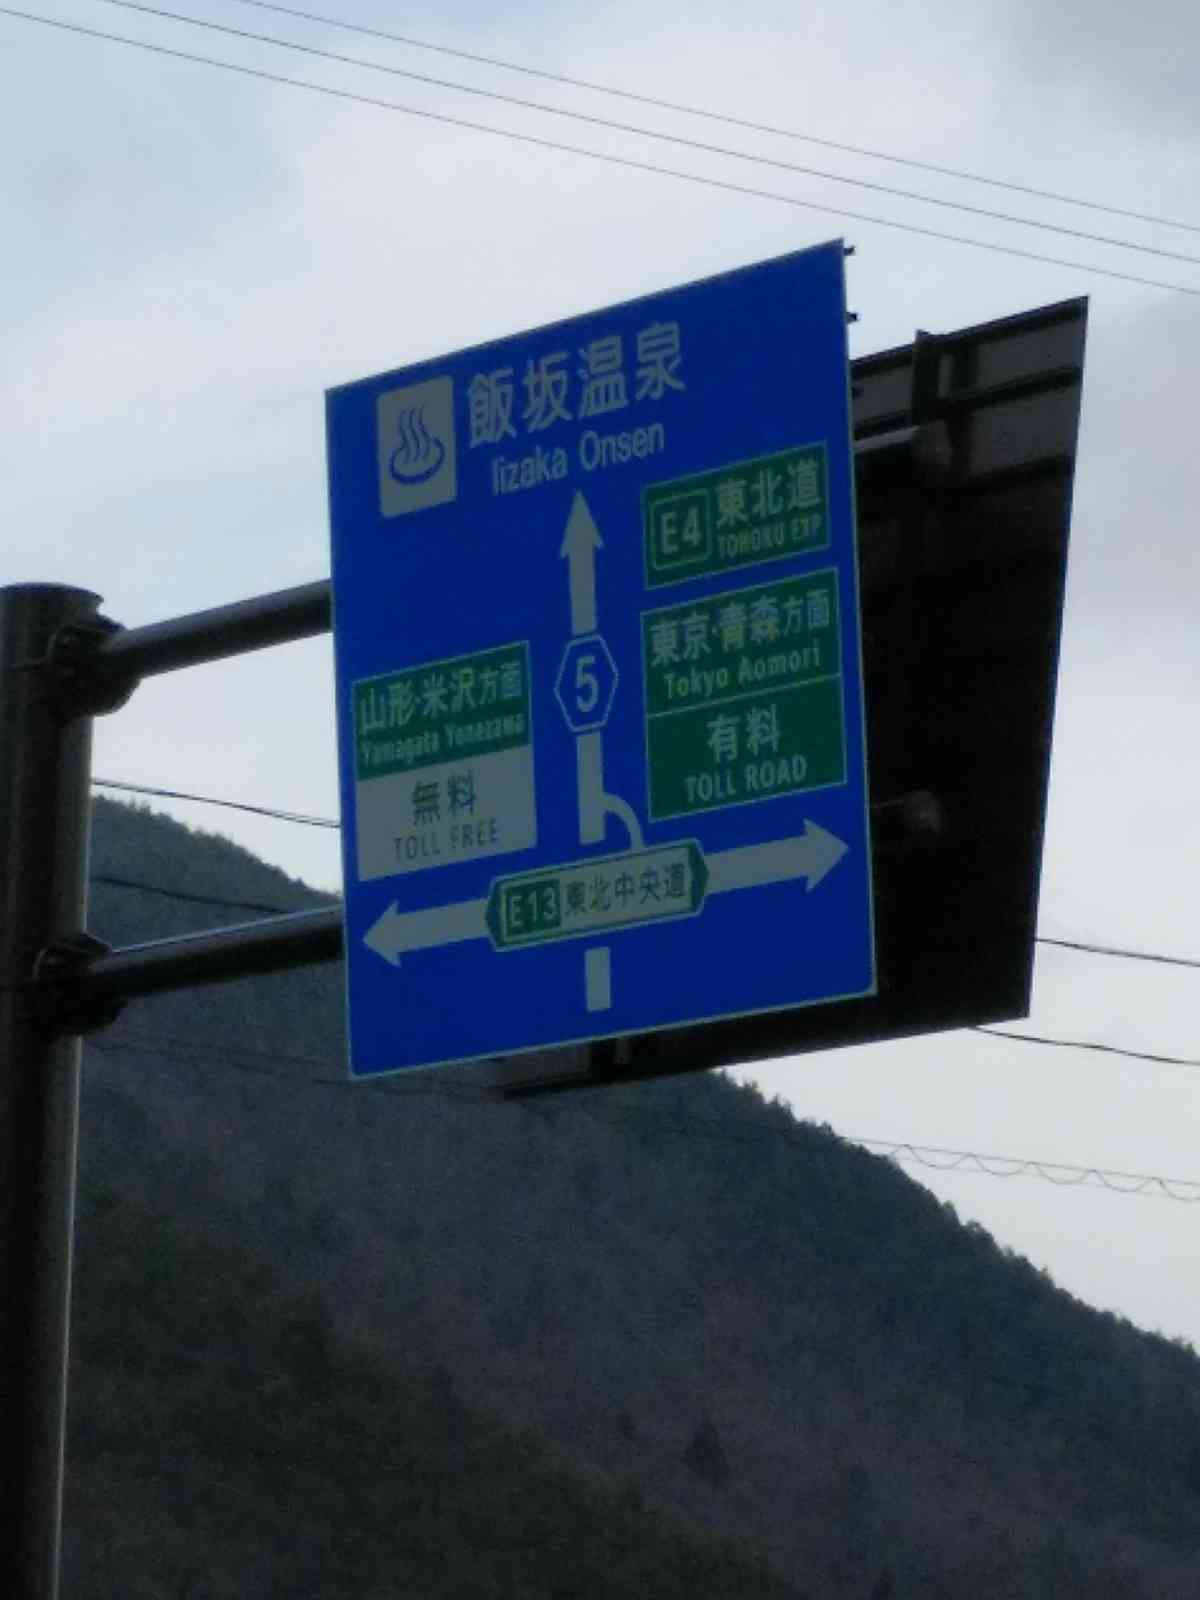 飯坂温泉
Iizaka Onsen
E4 東北道
TOHOKU EXP
東京・青森方面
Tokyo Aomori
有料
TOLL ROAD
5
山形・米沢方面
Yamagata Yonezawa
無料
TOLL FREE
E13 東北中央道